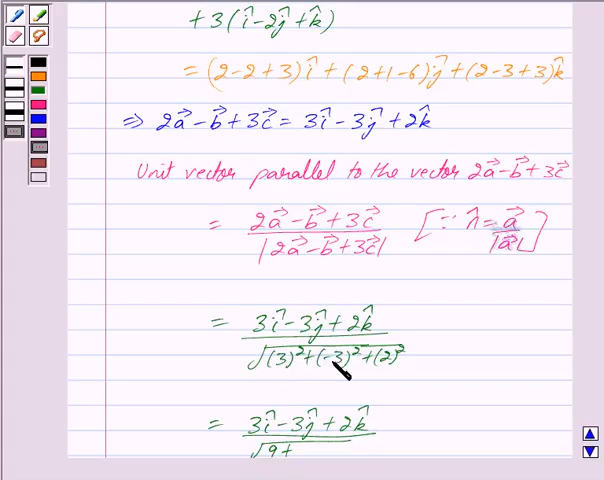 +3(î-2ĵ+k̂)
=(2-2+3)î+(2+1-6)ĵ+(2-3+3)k̂
⇒ 2a⃗-b⃗+3c⃗=3î-3ĵ+2k̂
Unit vector parallel to the vector 2a⃗-b⃗+3c⃗
= (2a⃗-b⃗+3c⃗)/|2a⃗-b⃗+3c⃗| [∵ λ̂=a⃗/|a⃗|]
= (3î-3ĵ+2k̂)/√((3)²+(-3)²+(2)²)
= (3î-3ĵ+2k̂)/√(9+